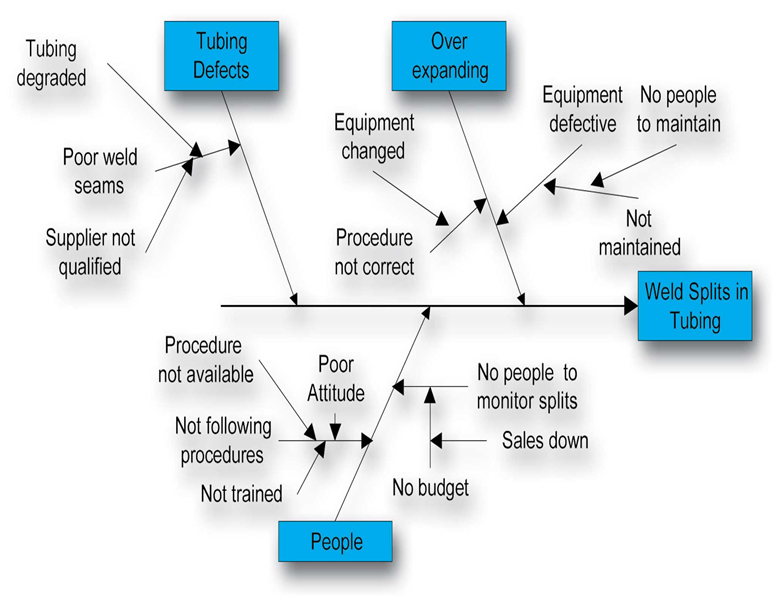 Tubing
Defects
Over
expanding
Tubing
degraded
Poor weld
seams
Supplier not
qualified
Equipment
changed
Procedure
not correct
Equipment
defective
No people
to maintain
Not
maintained
Weld Splits in
Tubing
Procedure
not available
Poor
Attitude
Not following
procedures
Not trained
No people to
monitor splits
Sales down
No budget
People